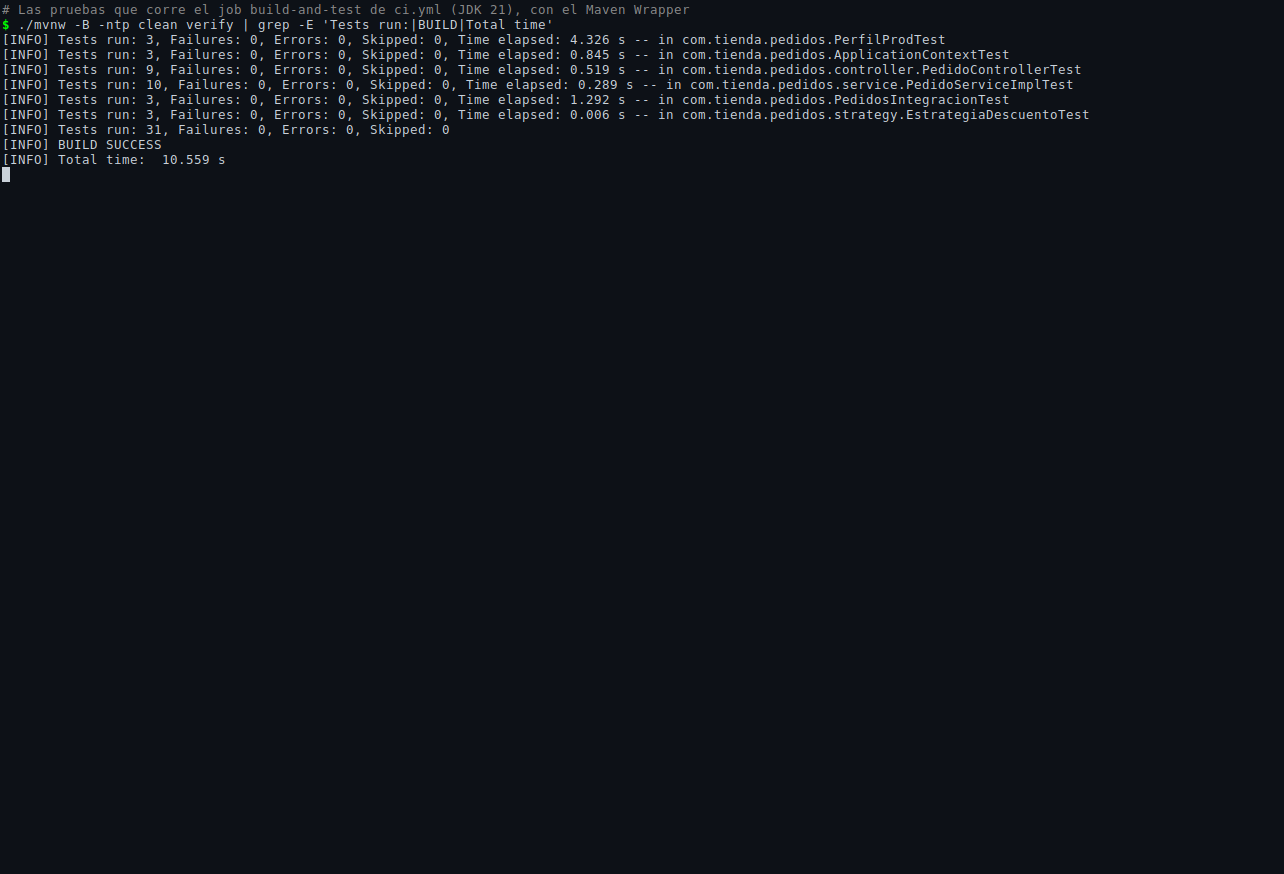 # Las pruebas que corre el job build-and-test de ci.yml (JDK 21), con el Maven Wrapper
$ ./mvnw -B -ntp clean verify | grep -E 'Tests run:|BUILD|Total time'
[INFO] Tests run: 3, Failures: 0, Errors: 0, Skipped: 0, Time elapsed: 4.326 s -- in com.tienda.pedidos.PerfilProdTest
[INFO] Tests run: 3, Failures: 0, Errors: 0, Skipped: 0, Time elapsed: 0.845 s -- in com.tienda.pedidos.ApplicationContextTest
[INFO] Tests run: 9, Failures: 0, Errors: 0, Skipped: 0, Time elapsed: 0.519 s -- in com.tienda.pedidos.controller.PedidoControllerTest
[INFO] Tests run: 10, Failures: 0, Errors: 0, Skipped: 0, Time elapsed: 0.289 s -- in com.tienda.pedidos.service.PedidoServiceImplTest
[INFO] Tests run: 3, Failures: 0, Errors: 0, Skipped: 0, Time elapsed: 1.292 s -- in com.tienda.pedidos.PedidosIntegracionTest
[INFO] Tests run: 3, Failures: 0, Errors: 0, Skipped: 0, Time elapsed: 0.006 s -- in com.tienda.pedidos.strategy.EstrategiaDescuentoTest
[INFO] Tests run: 31, Failures: 0, Errors: 0, Skipped: 0
[INFO] BUILD SUCCESS
[INFO] Total time:  10.559 s